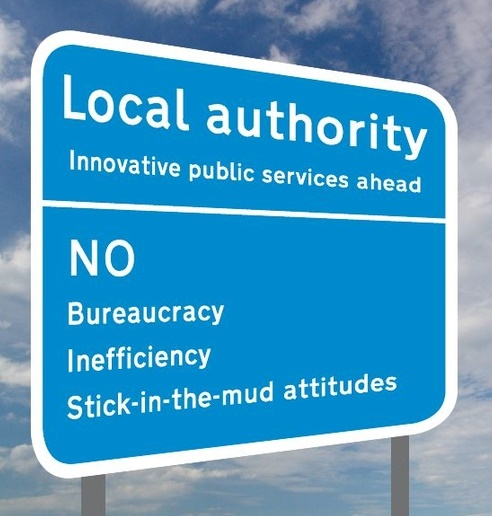 Local authority
Innovative public services ahead
NO
Bureaucracy
Inefficiency
Stick-in-the-mud attitudes